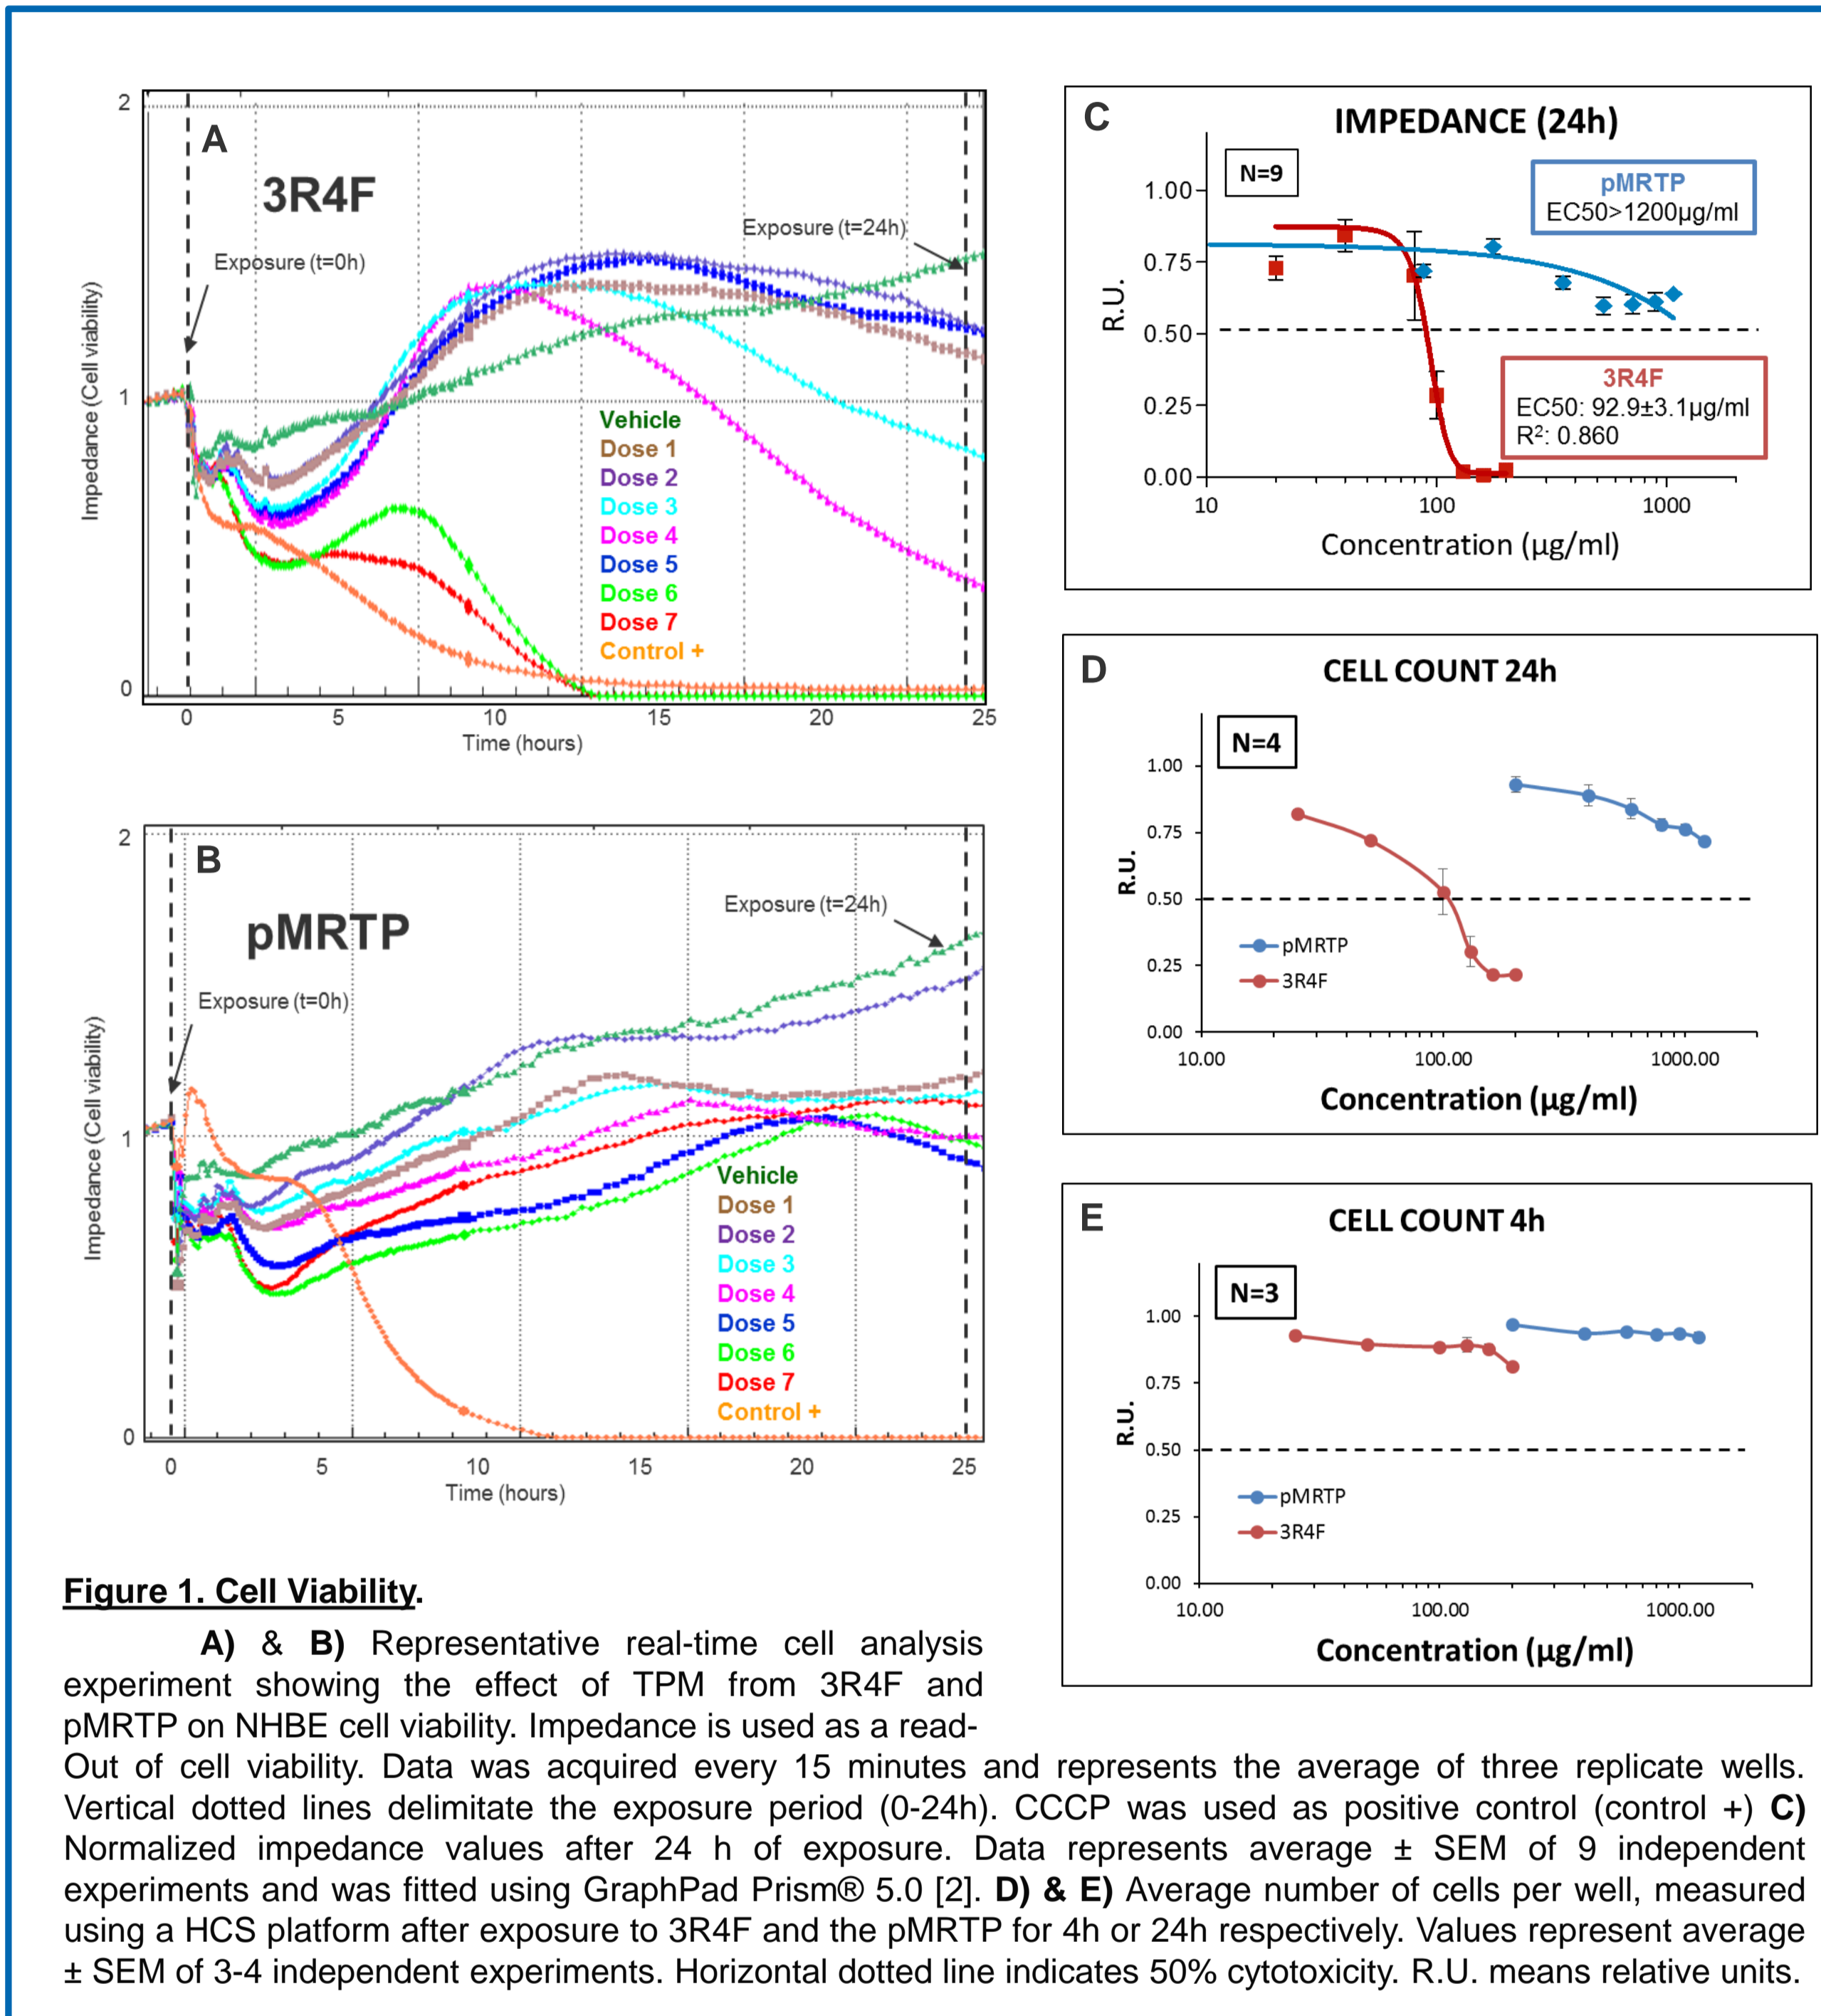 A
3R4F
Exposure (t=0h)
Exposure (t=24h)
Impedance (Cell viability)
2
1
0
Vehicle
Dose 1
Dose 2
Dose 3
Dose 4
Dose 5
Dose 6
Dose 7
Control +
0 5 10 15 20 25
Time (hours)
B
pMRTP
Exposure (t=0h)
Exposure (t=24h)
Impedance (Cell viability)
2
1
0
Vehicle
Dose 1
Dose 2
Dose 3
Dose 4
Dose 5
Dose 6
Dose 7
Control +
0 5 10 15 20 25
Time (hours)
C
IMPEDANCE (24h)
N=9
pMRTP
EC50>1200µg/ml
3R4F
EC50: 92.9±3.1µg/ml
R²: 0.860
R.U.
1.00
0.75
0.50
0.25
0.00
10 100 1000
Concentration (µg/ml)
D
CELL COUNT 24h
N=4
R.U.
1.00
0.75
0.50
0.25
0.00
pMRTP
3R4F
10.00 100.00 1000.00
Concentration (µg/ml)
E
CELL COUNT 4h
N=3
R.U.
1.00
0.75
0.50
0.25
0.00
pMRTP
3R4F
10.00 100.00 1000.00
Concentration (µg/ml)
Figure 1. Cell Viability.
A) & B) Representative real-time cell analysis
experiment showing the effect of TPM from 3R4F and
pMRTP on NHBE cell viability. Impedance is used as a read-
Out of cell viability. Data was acquired every 15 minutes and represents the average of three replicate wells.
Vertical dotted lines delimitate the exposure period (0-24h). CCCP was used as positive control (control +) C)
Normalized impedance values after 24 h of exposure. Data represents average ± SEM of 9 independent
experiments and was fitted using GraphPad Prism® 5.0 [2]. D) & E) Average number of cells per well, measured
using a HCS platform after exposure to 3R4F and the pMRTP for 4h or 24h respectively. Values represent average
± SEM of 3-4 independent experiments. Horizontal dotted line indicates 50% cytotoxicity. R.U. means relative units.